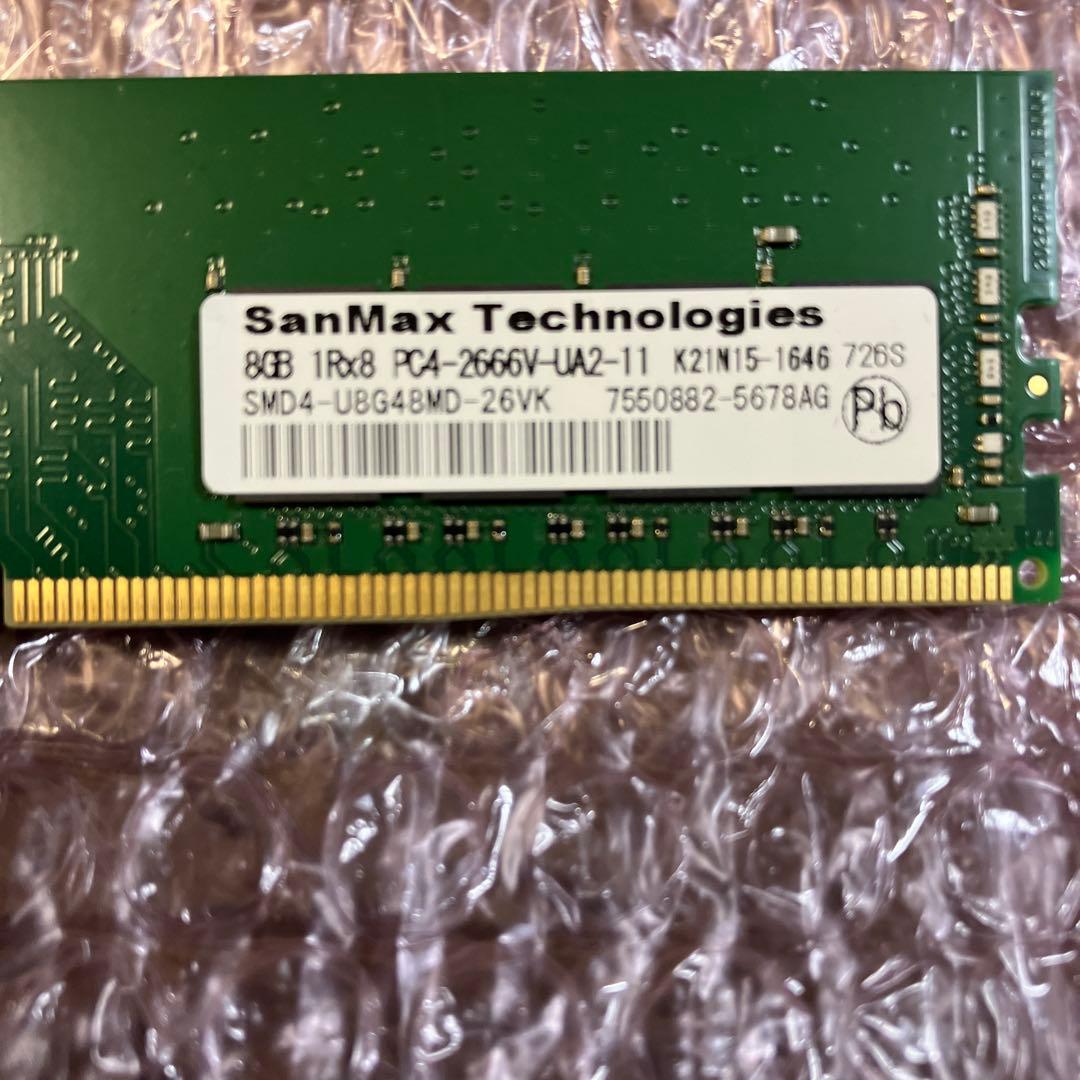 SanMax Technologies
8GB 1Rx8 PC4-2666V-UA2-11 K21N15-1646 726S
SMD4-U8G48MD-26VK 7550882-5678AG Pb